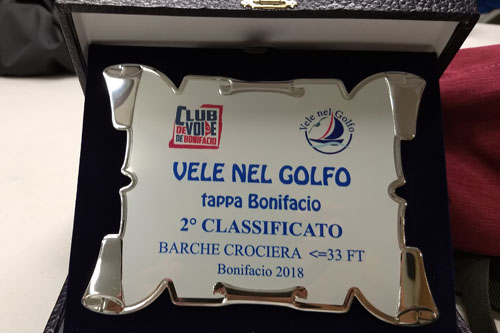 CLUB
DE VOILE
DE BONIFACIO
Vele nel Golfo
VELE NEL GOLFO
tappa Bonifacio
2° CLASSIFICATO
BARCHE CROCIERA <=33 FT
Bonifacio 2018